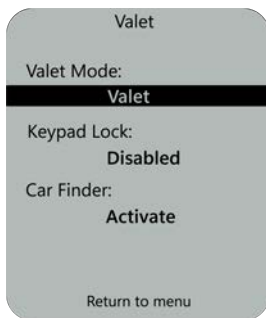 Valet
Valet Mode:
Valet
Keypad Lock:
Disabled
Car Finder:
Activate
Return to menu